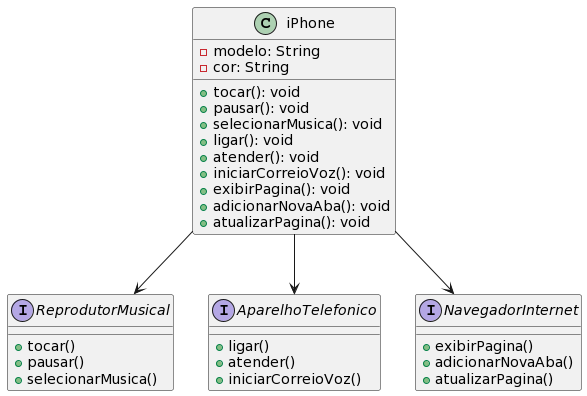 C iPhone
modelo: String
cor: String
tocar(): void
pausar(): void
selecionarMusica(): void
ligar(): void
atender(): void
iniciarCorreioVoz(): void
exibirPagina(): void
adicionarNovaAba(): void
atualizarPagina(): void
I ReprodutorMusical
tocar()
pausar()
selecionarMusica()
I AparelhoTelefonico
ligar()
atender()
iniciarCorreioVoz()
I NavegadorInternet
exibirPagina()
adicionarNovaAba()
atualizarPagina()